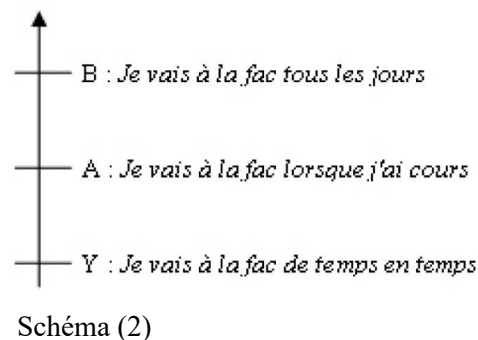 B : Je vais à la fac tous les jours
A : Je vais à la fac lorsque j'ai cours
Y : Je vais à la fac de temps en temps
Schéma (2)